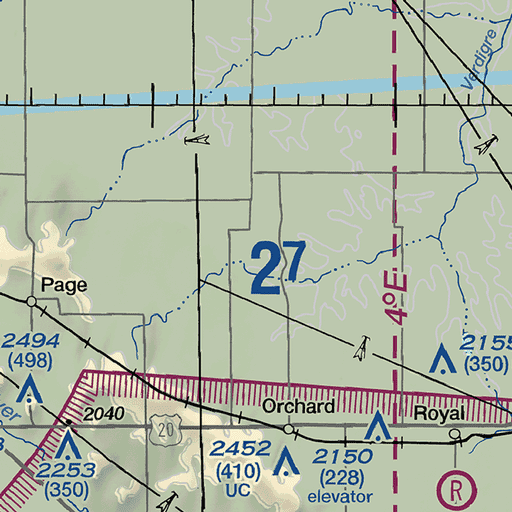 Verdigre
27
4°E
Page
2494
(498)
2155
(350)
2040
20
Orchard
Royal
2253
(350)
2452
(410)
UC
2150
(228)
elevator
R